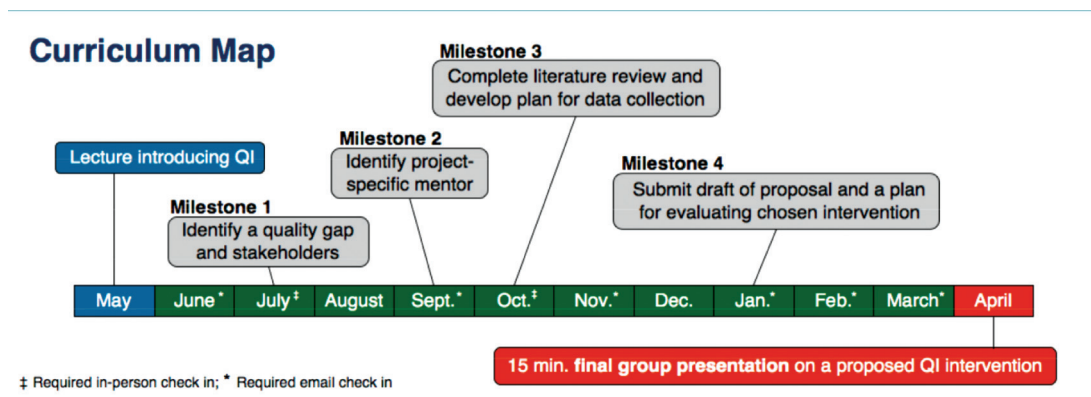 Curriculum Map
Milestone 3
Complete literature review and
develop plan for data collection
Milestone 2
Identify project-
specific mentor
Lecture introducing QI
Milestone 4
Submit draft of proposal and a plan
for evaluating chosen intervention
Milestone 1
Identify a quality gap
and stakeholders
May June* July‡ August Sept.* Oct.‡ Nov.* Dec. Jan.* Feb.* March* April
15 min. final group presentation on a proposed QI intervention
‡ Required in-person check in; * Required email check in